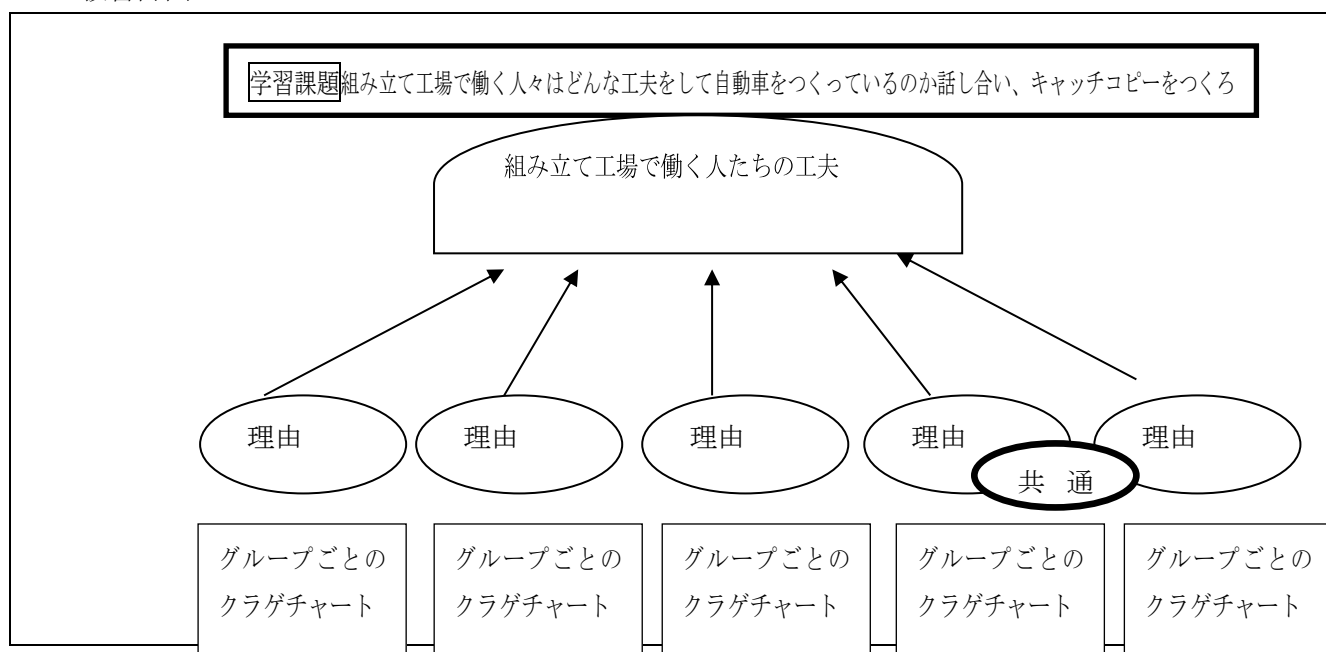 学習課題組み立て工場で働く人々はどんな工夫をして自動車をつくっているのか話し合い、キャッチコピーをつくろ
組み立て工場で働く人たちの工夫
理由
理由
理由
理由
理由
共 通
グループごとの
クラゲチャート
グループごとの
クラゲチャート
グループごとの
クラゲチャート
グループごとの
クラゲチャート
グループごとの
クラゲチャート